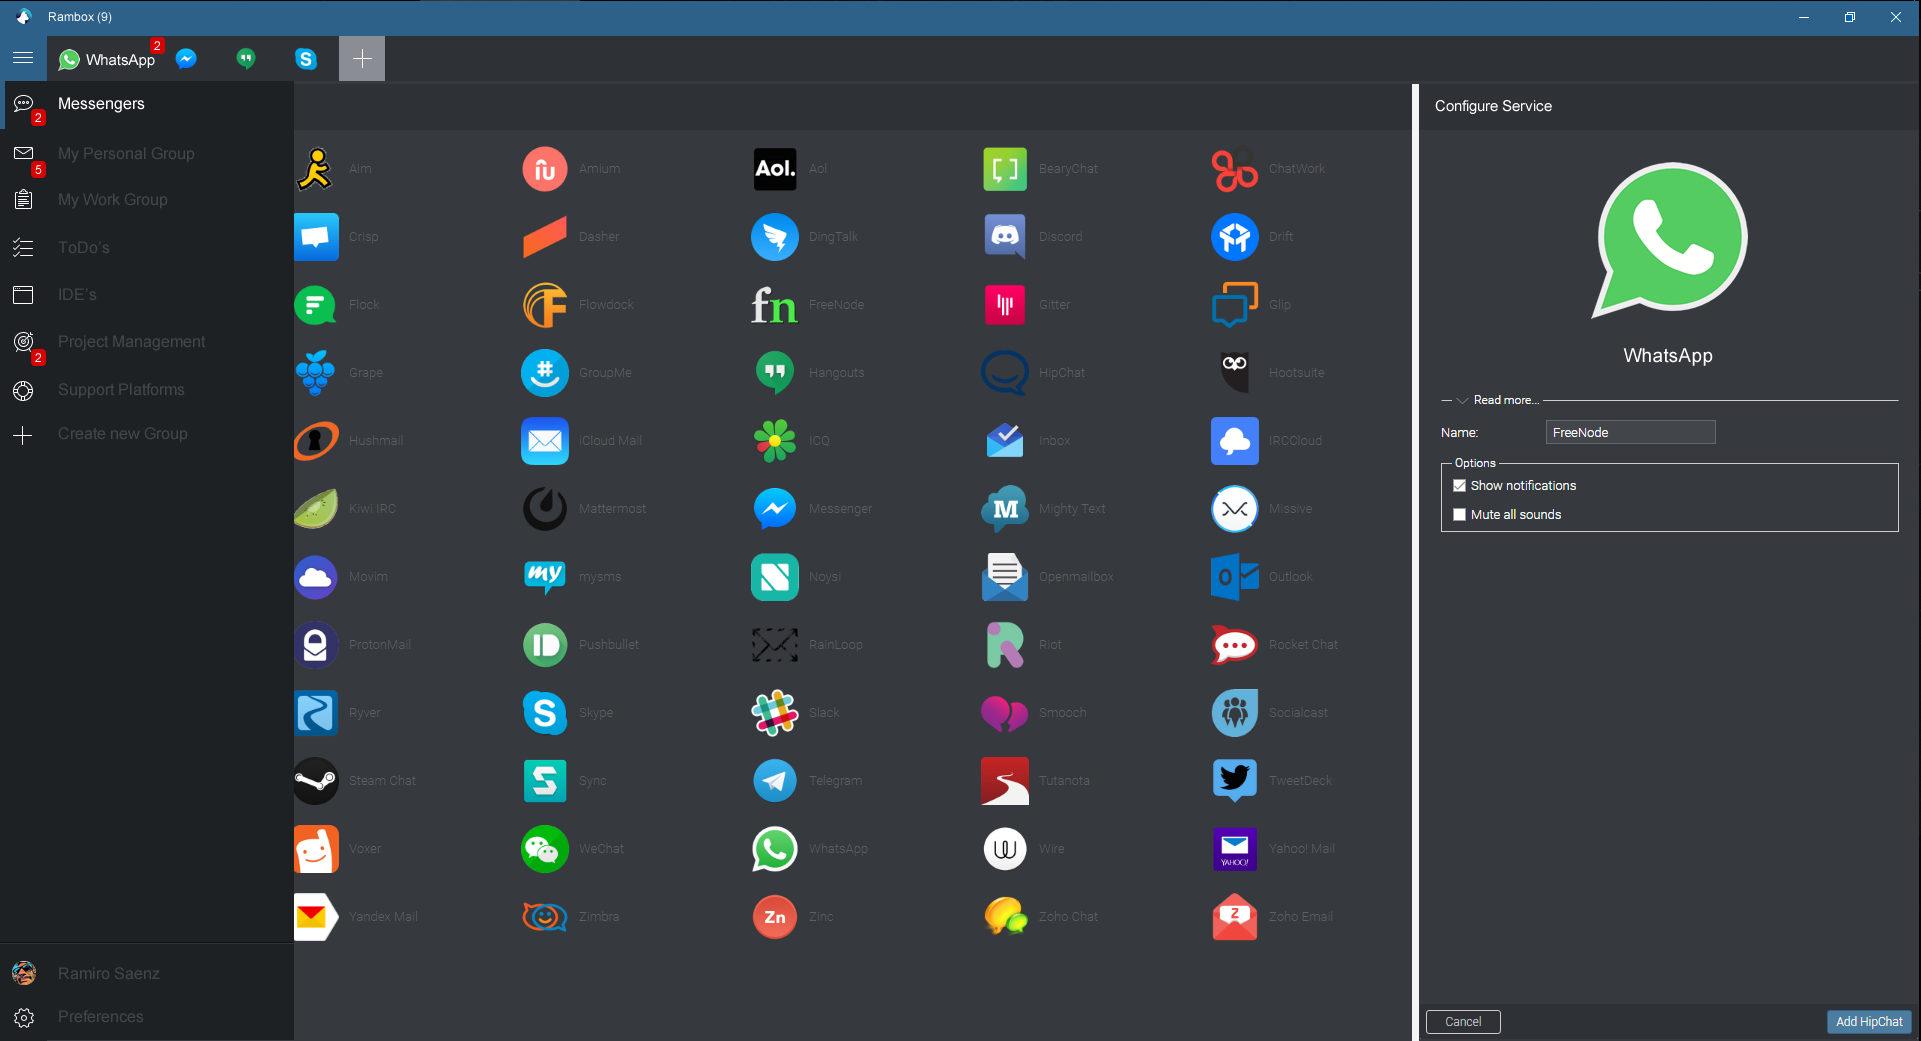 Rambox (9)
WhatsApp
2
Messengers
2
My Personal Group
5
My Work Group
ToDo's
IDE's
Project Management
2
Support Platforms
Create new Group
Ramiro Saenz
Preferences
Aim
Amium
Aol.
Aol
BearyChat
ChatWork
Crisp
Dasher
DingTalk
Discord
Drift
Flock
Flowdock
fn
FreeNode
Gitter
Glip
Grape
GroupMe
Hangouts
HipChat
Hootsuite
Hushmail
iCloud Mail
ICQ
Inbox
IRCCloud
Kiwi IRC
Mattermost
Messenger
M
Mighty Text
Missive
Movim
my
mysms
Noysi
Openmailbox
Outlook
ProtonMail
Pushbullet
RainLoop
Riot
Rocket Chat
Ryver
Skype
Slack
Smooch
Socialcast
Steam Chat
Sync
Telegram
Tutanota
TweetDeck
Voxer
WeChat
WhatsApp
Wire
YAHOO!
Yahoo! Mail
Yandex Mail
Zimbra
Zn
Zinc
Zoho Chat
Z
Zoho Email
Configure Service
WhatsApp
Read more...
Name:
FreeNode
Options
Show notifications
Mute all sounds
Cancel
Add HipChat